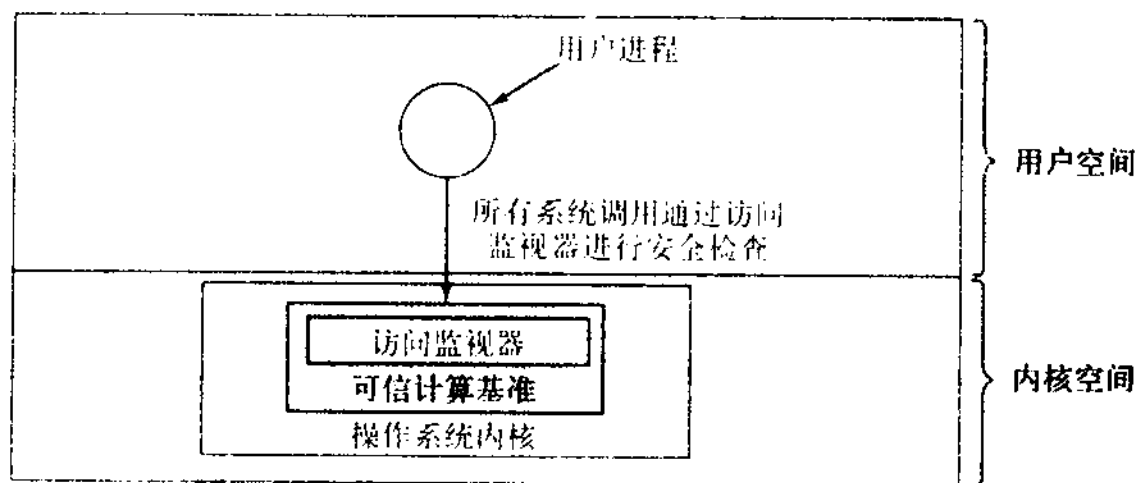 用户进程
用户空间
所有系统调用通过访问
监视器进行安全检查
访问监视器
可信计算基准
操作系统内核
内核空间